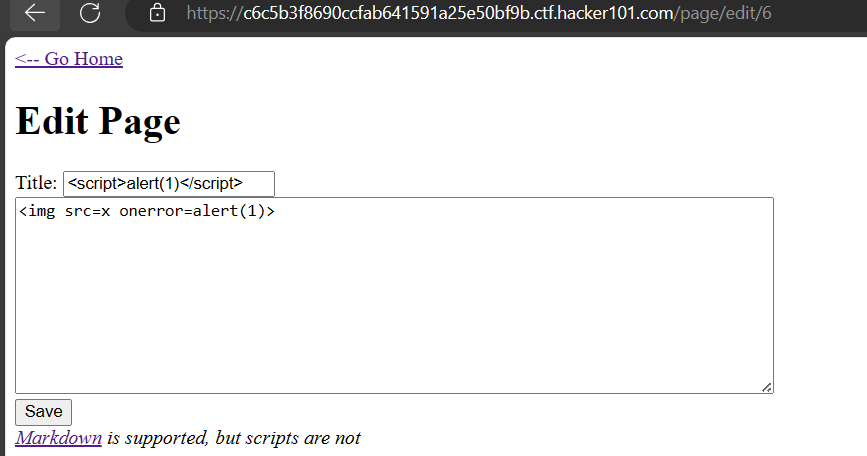 https://c6c5b3f8690ccfab641591a25e50bf9b.ctf.hacker101.com/page/edit/6
<-- Go Home
Edit Page
Title: <script>alert(1)</script>
<img src=x onerror=alert(1)>
Save
Markdown is supported, but scripts are not